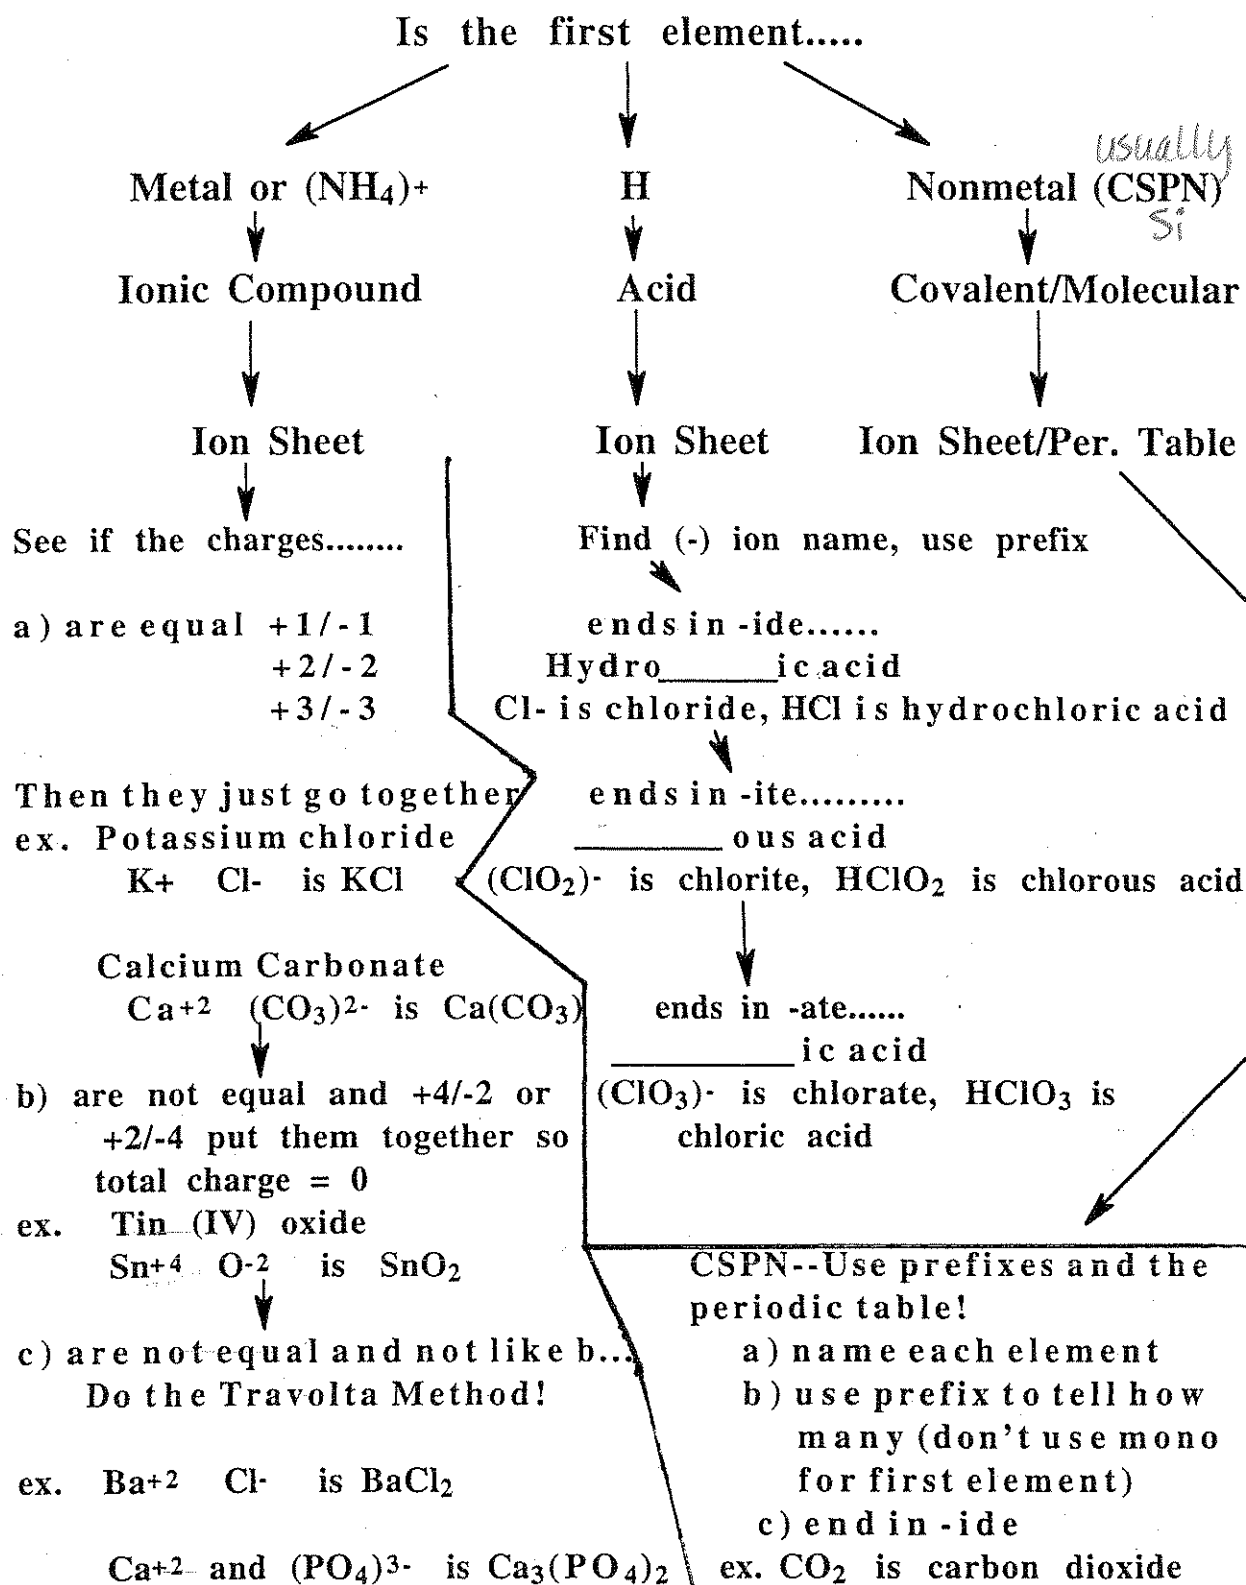 Is the first element.....
usually
Metal or (NH₄)+
H
Nonmetal (CSPN)
Si
Ionic Compound
Acid
Covalent/Molecular
Ion Sheet
Ion Sheet
Ion Sheet/Per. Table
See if the charges........
a) are equal +1/-1
+2/-2
+3/-3
Then they just go together
ex. Potassium chloride
K+ Cl- is KCl
Calcium Carbonate
Ca+2 (CO₃)2- is Ca(CO₃)
b) are not equal and +4/-2 or
+2/-4 put them together so
total charge = 0
ex. Tin (IV) oxide
Sn+4 O-2 is SnO₂
c) are not equal and not like b...
Do the Travolta Method!
ex. Ba+2 Cl- is BaCl₂
Ca+2 and (PO₄)3- is Ca₃(PO₄)₂
Find (-) ion name, use prefix
ends in -ide......
Hydro______ic acid
Cl- is chloride, HCl is hydrochloric acid
ends in -ite.........
_______ ous acid
(ClO₂)- is chlorite, HClO₂ is chlorous acid
ends in -ate......
_________ ic acid
(ClO₃)- is chlorate, HClO₃ is
chloric acid
CSPN--Use prefixes and the
periodic table!
a) name each element
b) use prefix to tell how
many (don't use mono
for first element)
c) end in -ide
ex. CO₂ is carbon dioxide